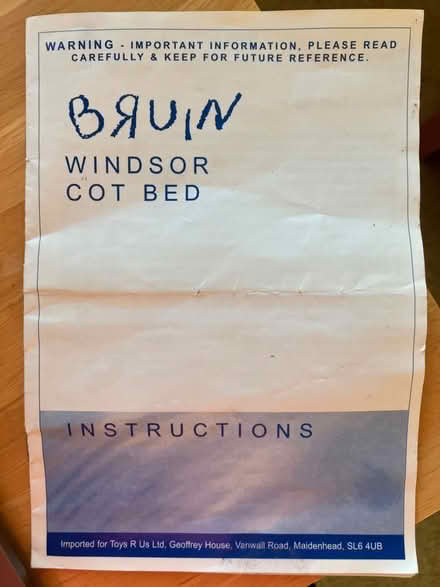 WARNING - IMPORTANT INFORMATION, PLEASE READ
CAREFULLY & KEEP FOR FUTURE REFERENCE.
BЯUIN
WINDSOR
COT BED
INSTRUCTIONS
Imported for Toys R Us Ltd, Geoffrey House, Vanwall Road, Maidenhead, SL6 4UB